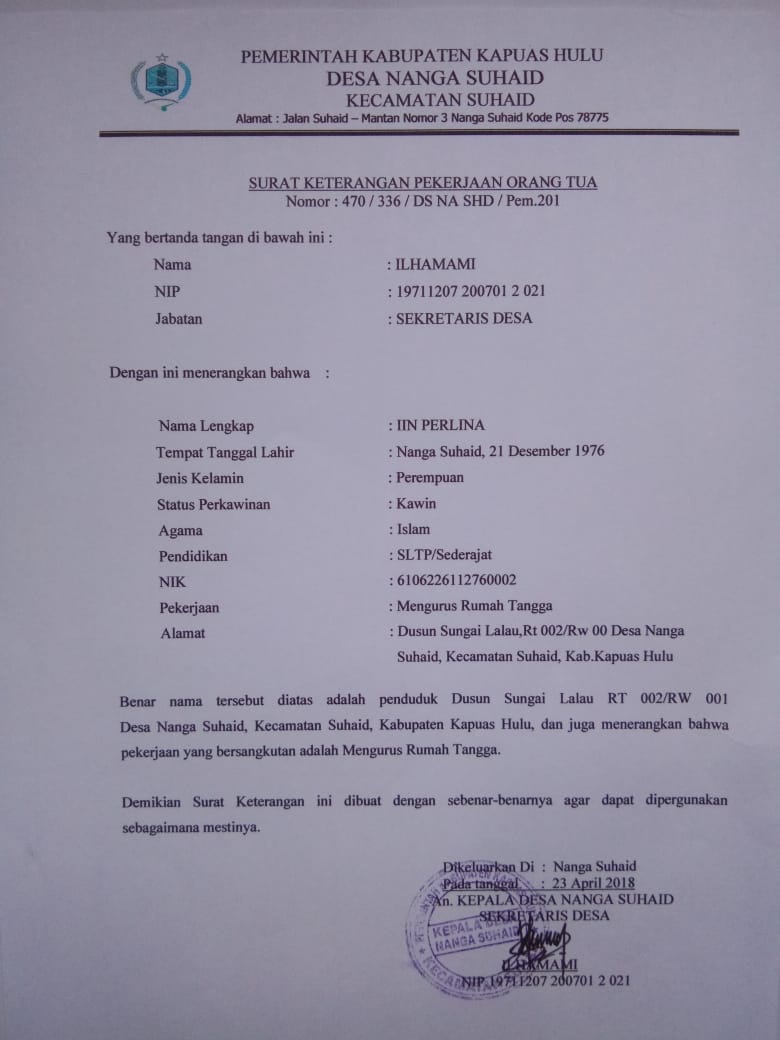 PEMERINTAH KABUPATEN KAPUAS HULU
DESA NANGA SUHAID
KECAMATAN SUHAID
Alamat : Jalan Suhaid – Mantan Nomor 3 Nanga Suhaid Kode Pos 78775
SURAT KETERANGAN PEKERJAAN ORANG TUA
Nomor : 470 / 336 / DS NA SHD / Pem.201
Yang bertanda tangan di bawah ini :
Nama : ILHAMAMI
NIP : 19711207 200701 2 021
Jabatan : SEKRETARIS DESA
Dengan ini menerangkan bahwa :
Nama Lengkap : IIN PERLINA
Tempat Tanggal Lahir : Nanga Suhaid, 21 Desember 1976
Jenis Kelamin : Perempuan
Status Perkawinan : Kawin
Agama : Islam
Pendidikan : SLTP/Sederajat
NIK : 6106226112760002
Pekerjaan : Mengurus Rumah Tangga
Alamat : Dusun Sungai Lalau,Rt 002/Rw 00 Desa Nanga
Suhaid, Kecamatan Suhaid, Kab.Kapuas Hulu
Benar nama tersebut diatas adalah penduduk Dusun Sungai Lalau RT 002/RW 001
Desa Nanga Suhaid, Kecamatan Suhaid, Kabupaten Kapuas Hulu, dan juga menerangkan bahwa
pekerjaan yang bersangkutan adalah Mengurus Rumah Tangga.
Demikian Surat Keterangan ini dibuat dengan sebenar-benarnya agar dapat dipergunakan
sebagaimana mestinya.
Dikeluarkan Di : Nanga Suhaid
Pada tanggal : 23 April 2018
An. KEPALA DESA NANGA SUHAID
SEKRETARIS DESA
KEPALA DESA
NANGA SUHAID
ILHAMAMI
NIP 19711207 200701 2 021